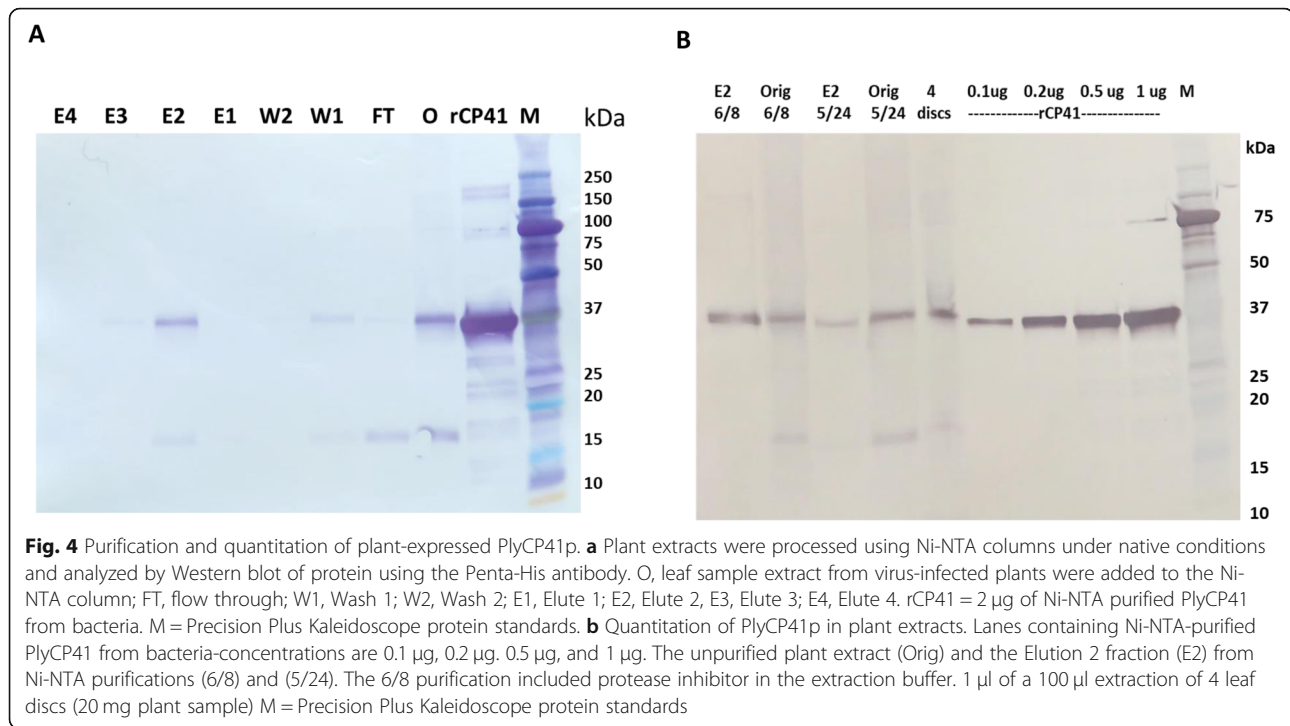 A
E4 E3 E2 E1 W2 W1 FT O rCP41 M kDa
250
150
100
75
50
37
25
20
15
10
B
E2 Orig E2 Orig 4 0.1ug 0.2ug 0.5 ug 1 ug M
6/8 6/8 5/24 5/24 discs -------------rCP41---------------
kDa
75
50
37
25
20
15
10
Fig. 4 Purification and quantitation of plant-expressed PlyCP41p. a Plant extracts were processed using Ni-NTA columns under native conditions
and analyzed by Western blot of protein using the Penta-His antibody. O, leaf sample extract from virus-infected plants were added to the Ni-
NTA column; FT, flow through; W1, Wash 1; W2, Wash 2; E1, Elute 1; E2, Elute 2, E3, Elute 3; E4, Elute 4. rCP41 = 2 μg of Ni-NTA purified PlyCP41
from bacteria. M = Precision Plus Kaleidoscope protein standards. b Quantitation of PlyCP41p in plant extracts. Lanes containing Ni-NTA-purified
PlyCP41 from bacteria-concentrations are 0.1 μg, 0.2 μg. 0.5 μg, and 1 μg. The unpurified plant extract (Orig) and the Elution 2 fraction (E2) from
Ni-NTA purifications (6/8) and (5/24). The 6/8 purification included protease inhibitor in the extraction buffer. 1 μl of a 100 μl extraction of 4 leaf
discs (20 mg plant sample) M = Precision Plus Kaleidoscope protein standards